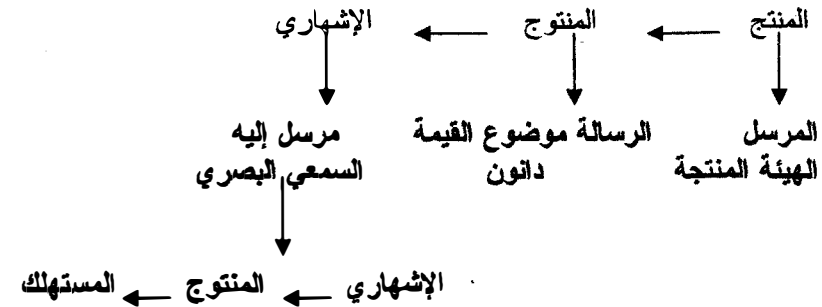 المنتج المنتوج الإشهاري
المرسل الرسالة موضوع القيمة مرسل إليه
الهيئة المنتجة دانون السمعي البصري
الإشهاري المنتوج المستهلك